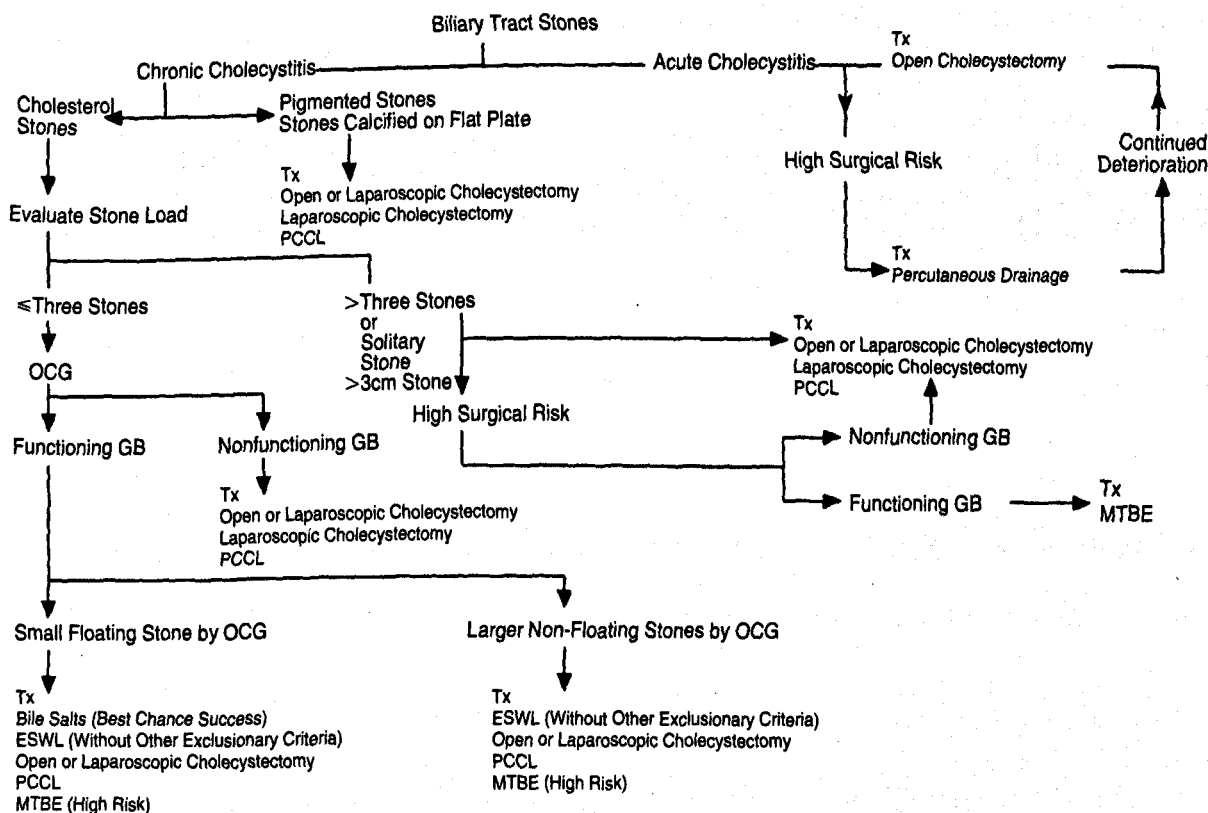 Biliary Tract Stones
Chronic Cholecystitis
Acute Cholecystitis
Tx
Open Cholecystectomy
Cholesterol
Stones
Pigmented Stones
Stones Calcified on Flat Plate
High Surgical Risk
Continued
Deterioration
Tx
Open or Laparoscopic Cholecystectomy
Laparoscopic Cholecystectomy
PCCL
Evaluate Stone Load
Tx
Percutaneous Drainage
≤Three Stones
>Three Stones
or
Solitary
Stone
>3cm Stone
Tx
Open or Laparoscopic Cholecystectomy
Laparoscopic Cholecystectomy
PCCL
OCG
High Surgical Risk
Functioning GB
Nonfunctioning GB
Nonfunctioning GB
Tx
Open or Laparoscopic Cholecystectomy
Laparoscopic Cholecystectomy
PCCL
Functioning GB
Tx
MTBE
Small Floating Stone by OCG
Larger Non-Floating Stones by OCG
Tx
Bile Salts (Best Chance Success)
ESWL (Without Other Exclusionary Criteria)
Open or Laparoscopic Cholecystectomy
PCCL
MTBE (High Risk)
Tx
ESWL (Without Other Exclusionary Criteria)
Open or Laparoscopic Cholecystectomy
PCCL
MTBE (High Risk)